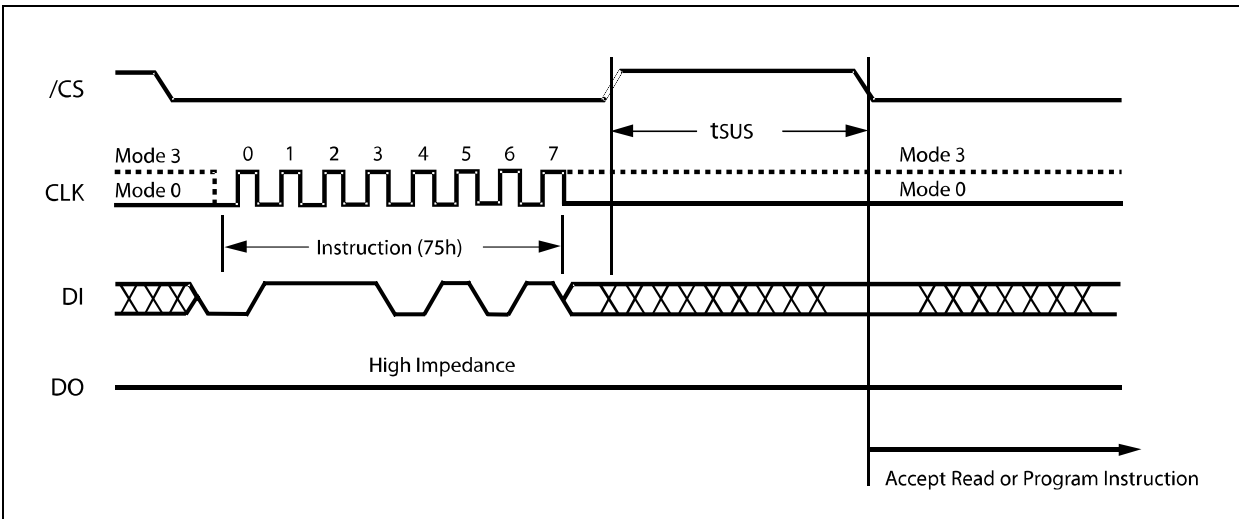 /CS
tSUS
Mode 3 0 1 2 3 4 5 6 7 Mode 3
CLK
Mode 0 Mode 0
Instruction (75h)
DI
High Impedance
DO
Accept Read or Program Instruction